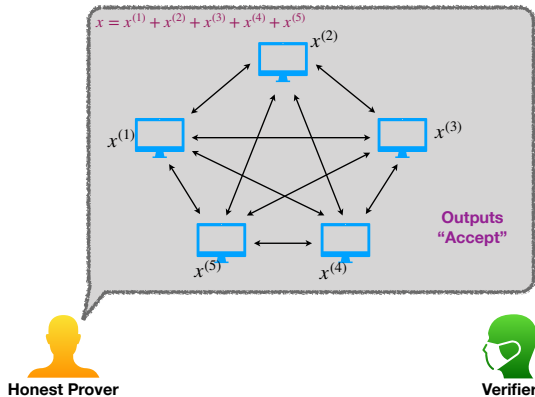 x = x^{(1)} + x^{(2)} + x^{(3)} + x^{(4)} + x^{(5)}
x^{(2)}
x^{(1)}
x^{(3)}
Outputs
“Accept”
x^{(5)}
x^{(4)}
Honest Prover
Verifier